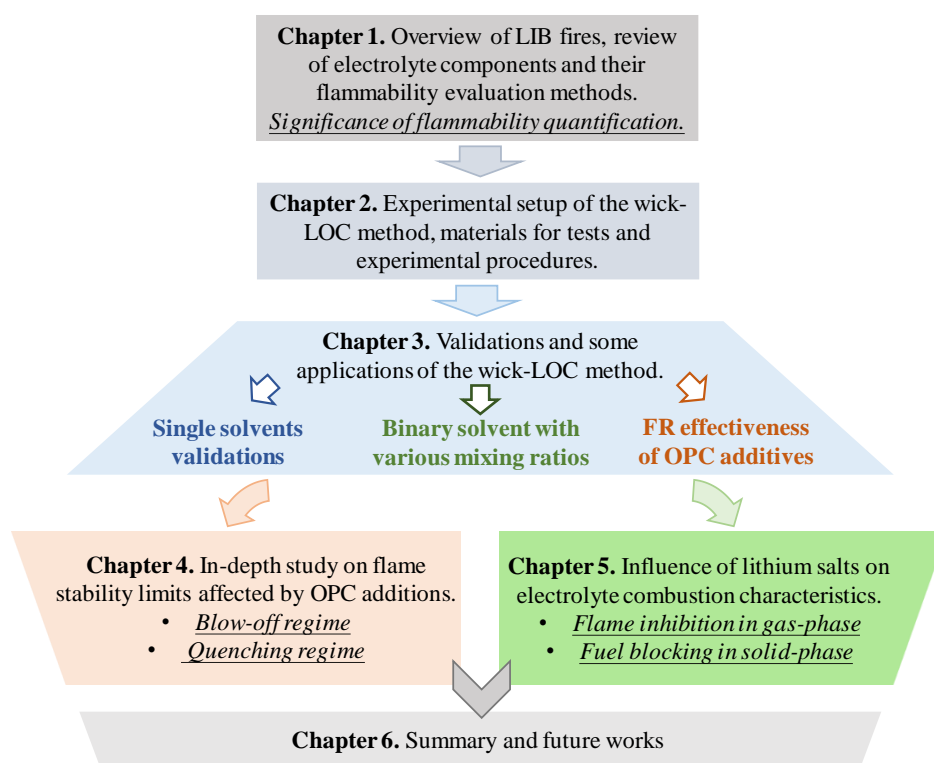 Chapter 1. Overview of LIB fires, review
of electrolyte components and their
flammability evaluation methods.
Significance of flammability quantification.
Chapter 2. Experimental setup of the wick-
LOC method, materials for tests and
experimental procedures.
Chapter 3. Validations and some
applications of the wick-LOC method.
Single solvents
validations
Binary solvent with
various mixing ratios
FR effectiveness
of OPC additives
Chapter 4. In-depth study on flame
stability limits affected by OPC additions.
• Blow-off regime
• Quenching regime
Chapter 5. Influence of lithium salts on
electrolyte combustion characteristics.
• Flame inhibition in gas-phase
• Fuel blocking in solid-phase
Chapter 6. Summary and future works